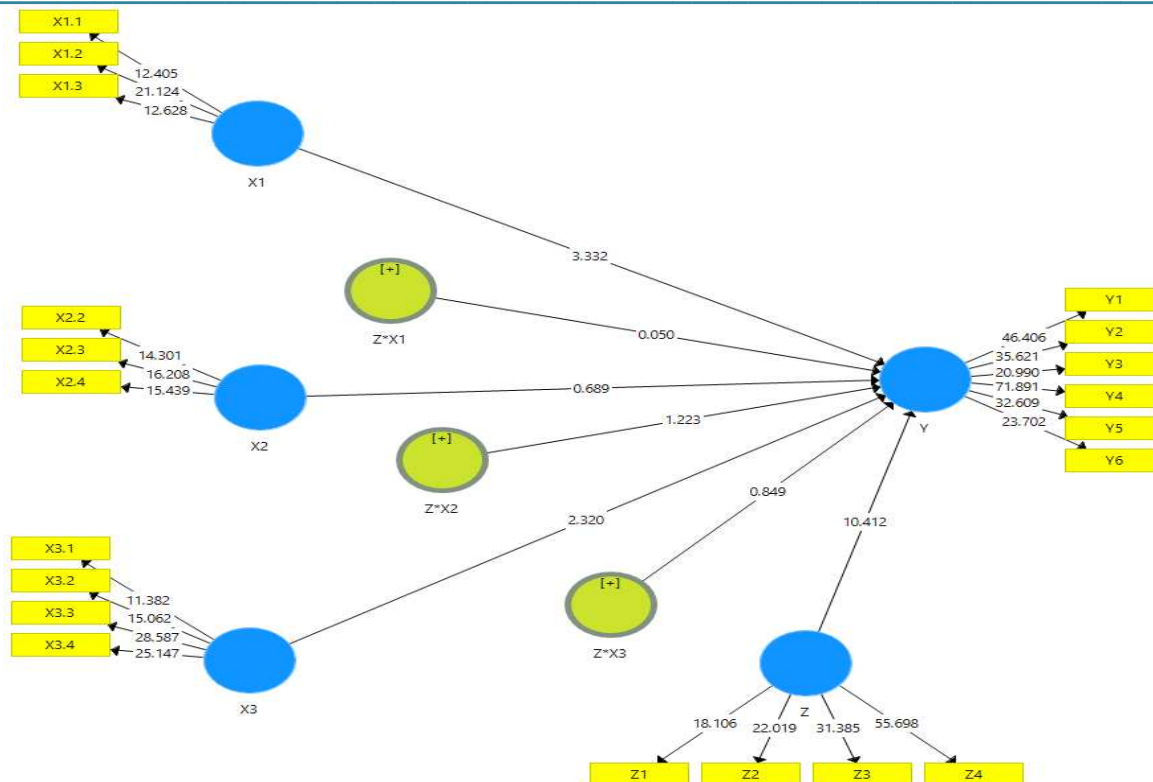 X1.1
X1.2
X1.3
12.405
21.124
12.628
X1
3.332
[+]
Z*X1
0.050
X2.2
X2.3
X2.4
14.301
16.208
15.439
X2
0.689
[+]
Z*X2
1.223
Y1
Y2
Y3
Y4
Y5
Y6
46.406
35.621
20.990
71.891
32.609
23.702
Y
X3.1
X3.2
X3.3
X3.4
11.382
15.062
28.587
25.147
X3
2.320
[+]
Z*X3
0.849
10.412
Z
18.106
22.019
31.385
55.698
Z1
Z2
Z3
Z4